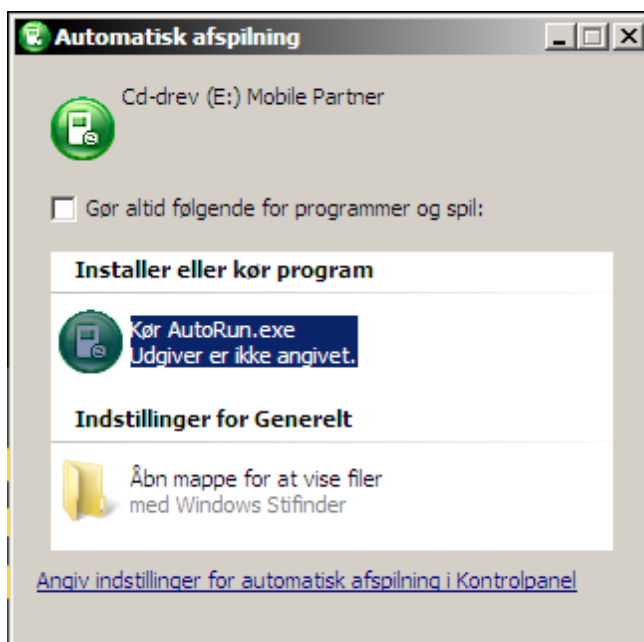 Automatisk afspilning
Cd-drev (E:) Mobile Partner
Gør altid følgende for programmer og spil:
Installer eller kør program
Kør AutoRun.exe
Udgiver er ikke angivet.
Indstillinger for Generelt
Åbn mappe for at vise filer
med Windows Stifinder
Angiv indstillinger for automatisk afspilning i Kontrolpanel